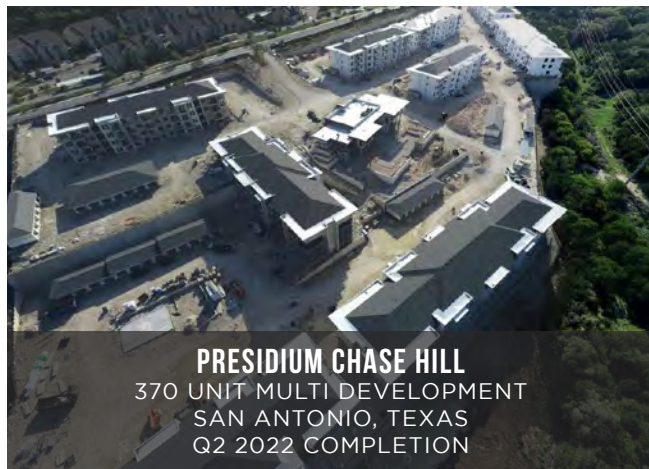 PRESIDIUM CHASE HILL
370 UNIT MULTI DEVELOPMENT
SAN ANTONIO, TEXAS
Q2 2022 COMPLETION